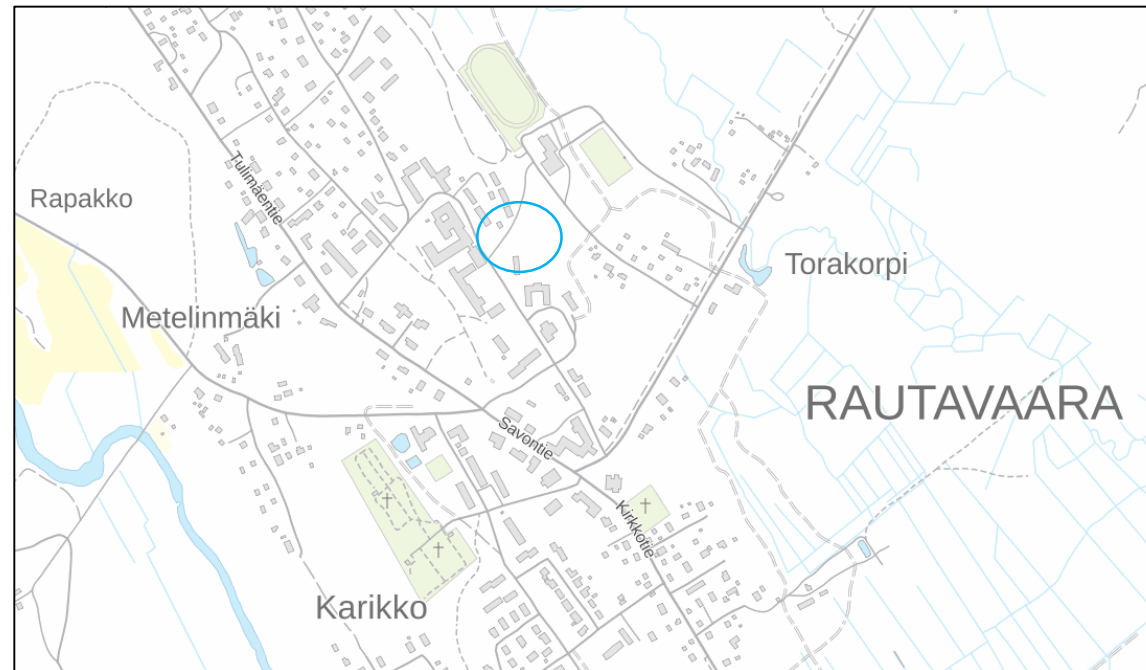 Tulimäentie
Rapakko
Torakorpi
Metelinmäki
RAUTAVAARA
Savontie
Kirkkotie
Karikko